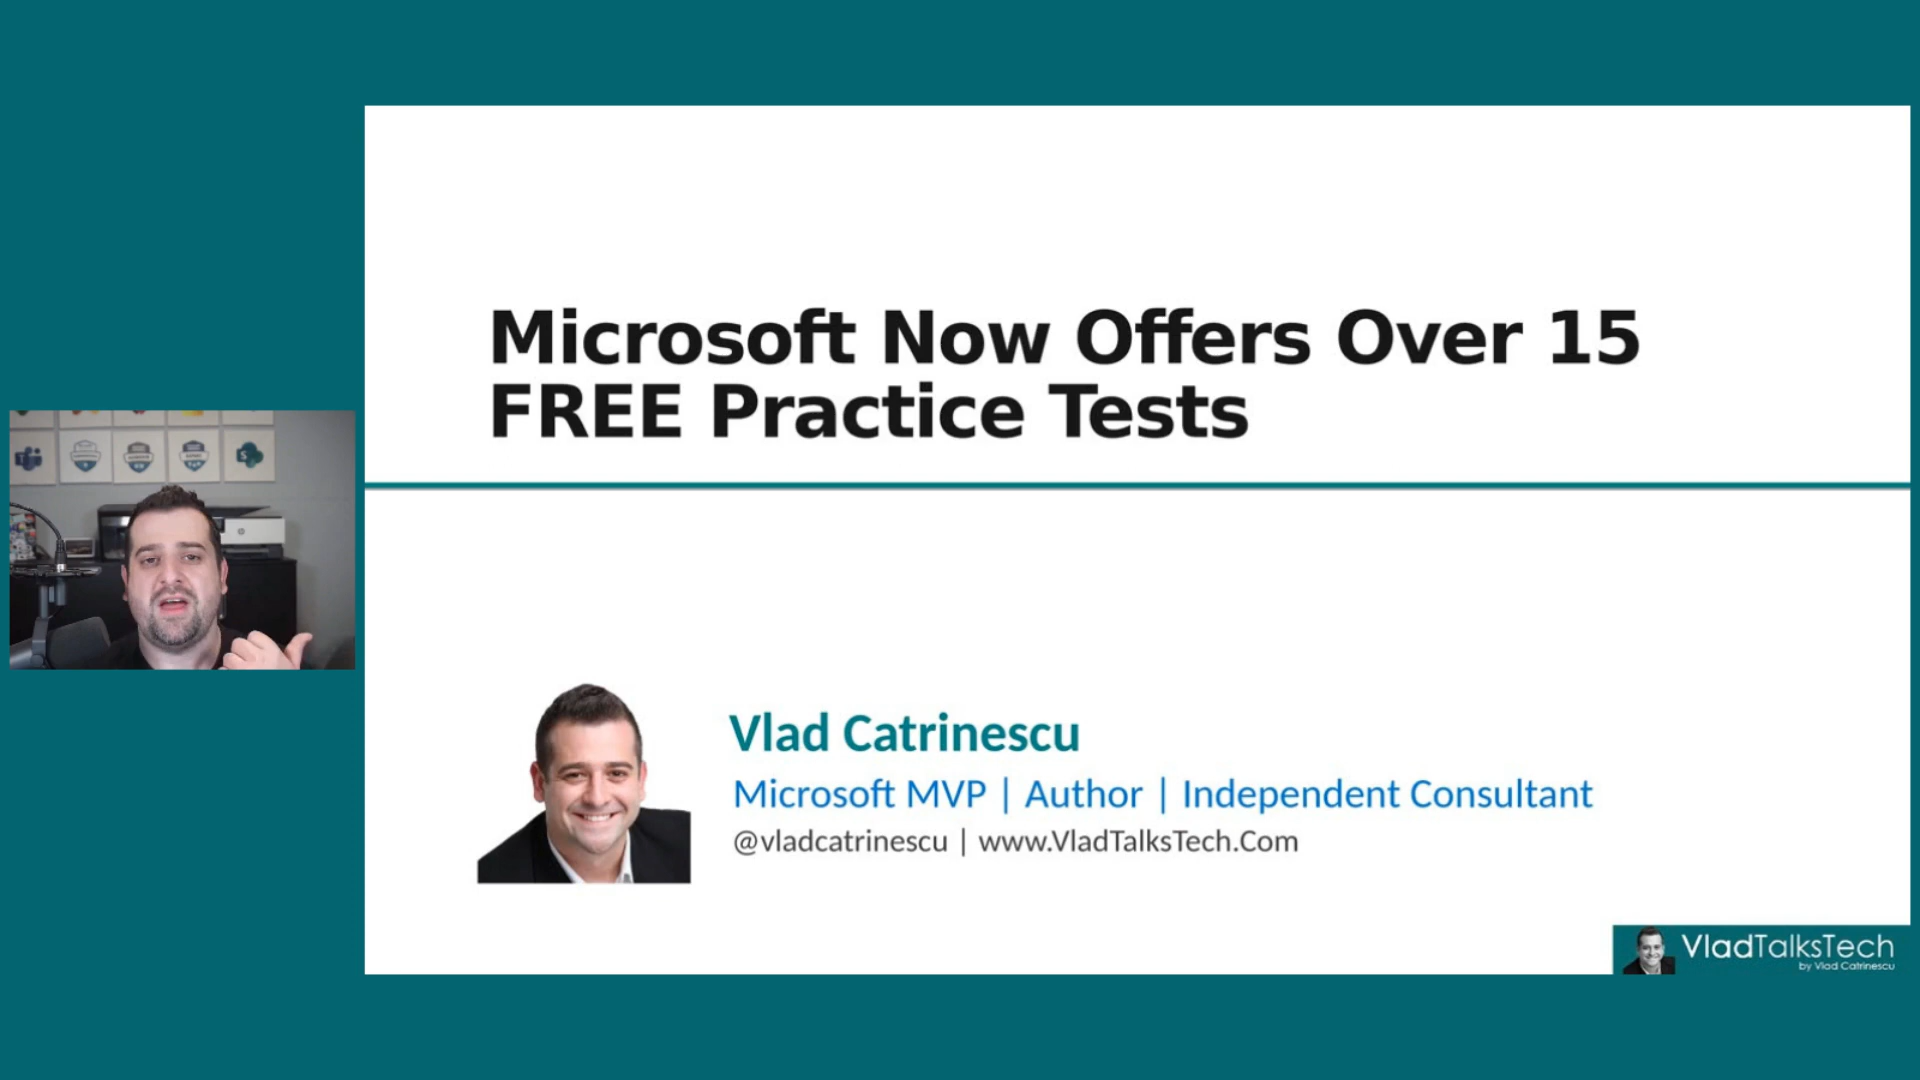 Microsoft Now Offers Over 15
FREE Practice Tests
Vlad Catrinescu
Microsoft MVP | Author | Independent Consultant
@vladcatrinescu | www.VladTalksTech.Com
VladTalksTech
by Vlad Catrinescu